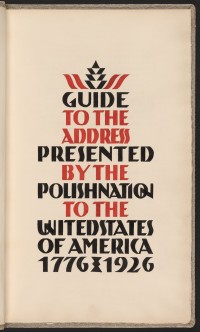 GUIDE
TO THE
ADDRESS
PRESENTED
BY THE
POLISH NATION
TO THE
UNITED STATES
OF AMERICA
1776 1926